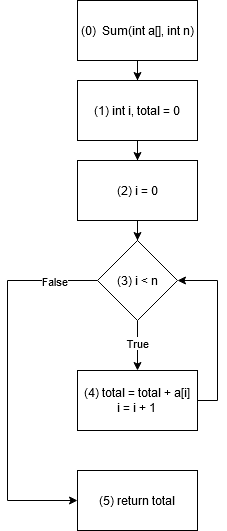 (0) Sum(int a[], int n)
(1) int i, total = 0
(2) i = 0
(3) i < n
False
True
(4) total = total + a[i]
i = i + 1
(5) return total